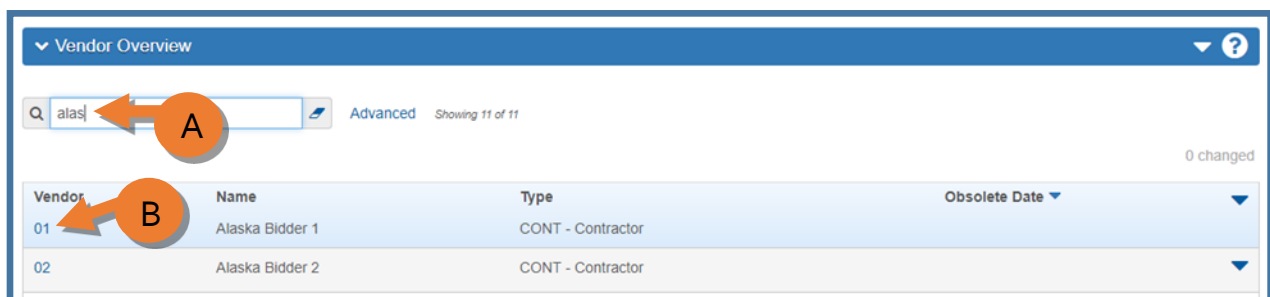 Vendor Overview ?
alas Advanced Showing 11 of 11
A
0 changed
Vendor Name Type Obsolete Date
B
01 Alaska Bidder 1 CONT - Contractor
02 Alaska Bidder 2 CONT - Contractor